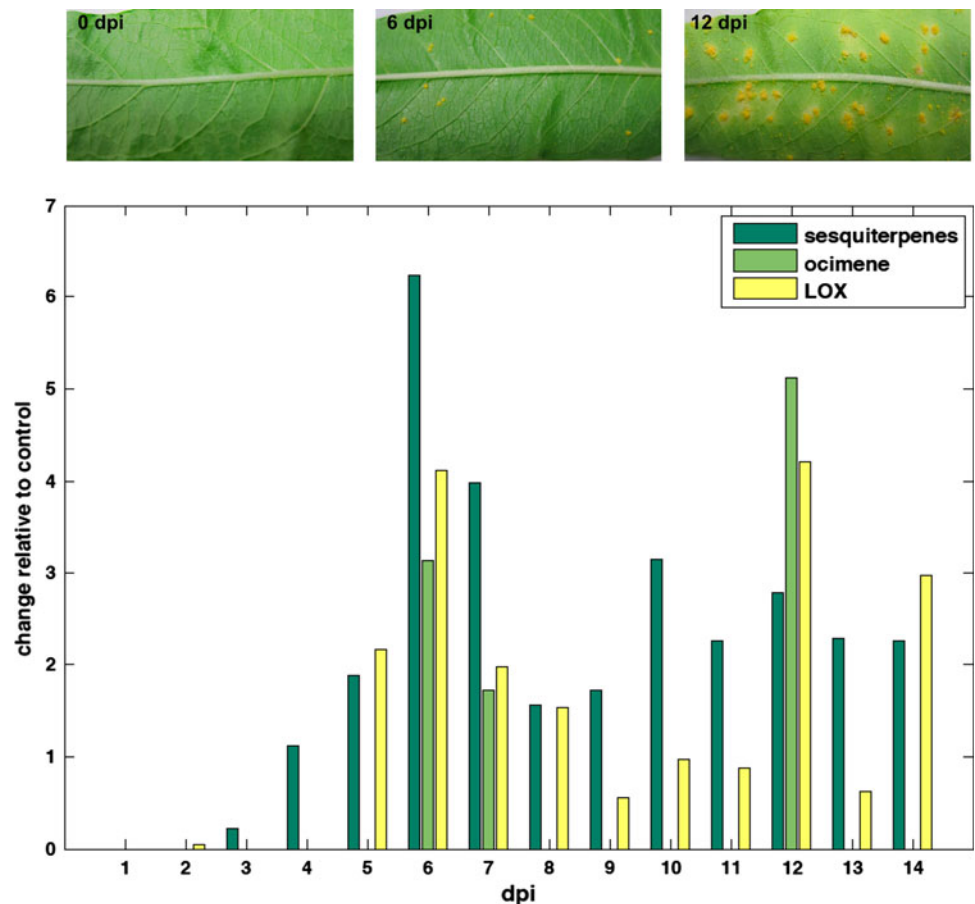 0 dpi
6 dpi
12 dpi
7
6
5
4
3
2
1
0
change relative to control
sesquiterpenes
ocimene
LOX
1 2 3 4 5 6 7 8 9 10 11 12 13 14
dpi